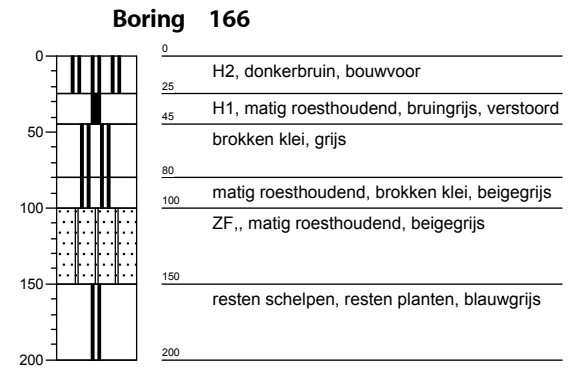 Boring 166
0
0
H2, donkerbruin, bouwvoor
25
H1, matig roesthoudend, bruingrijs, verstoord
45
50
brokken klei, grijs
80
matig roesthoudend, brokken klei, beigegrijs
100
100
ZF,, matig roesthoudend, beigegrijs
150
150
resten schelpen, resten planten, blauwgrijs
200
200